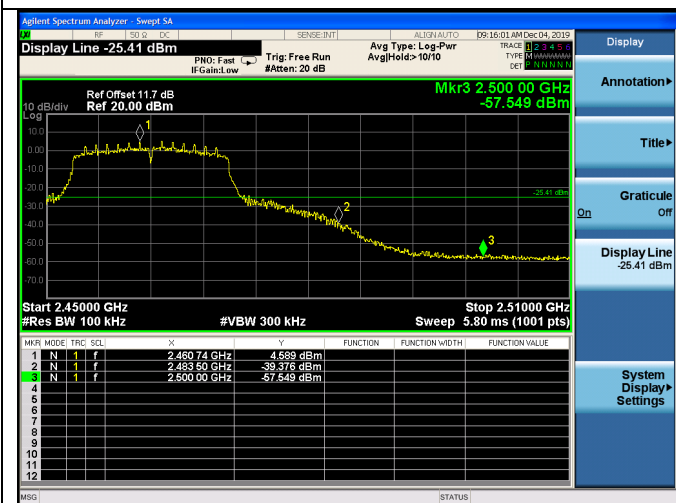 Agilent Spectrum Analyzer - Swept SA
LXI RF 50 Ω DC SENSE:INT ALIGN AUTO 09:16:01 AM Dec 04, 2019
Display Line -25.41 dBm
Avg Type: Log-Pwr
Avg|Hold:>10/10
PNO: Fast
IFGain:Low
Trig: Free Run
#Atten: 20 dB
TRACE 1 2 3 4 5 6
TYPE M
DET P N N N N N
Display
Ref Offset 11.7 dB
Ref 20.00 dBm
10 dB/div
Log
Mkr3 2.500 00 GHz
-57.549 dBm
10.0
0.00
-10.0
-20.0
-30.0
-40.0
-50.0
-60.0
-70.0
1
2
3
-25.41 dBm
Start 2.45000 GHz
Stop 2.51000 GHz
#Res BW 100 kHz
#VBW 300 kHz
Sweep 5.80 ms (1001 pts)
MKR MODE TRC SCL X Y FUNCTION FUNCTION WIDTH FUNCTION VALUE
1 N 1 f 2.460 74 GHz 4.589 dBm
2 N 1 f 2.483 50 GHz -39.376 dBm
3 N 1 f 2.500 00 GHz -57.549 dBm
4
5
6
7
8
9
10
11
12
MSG
STATUS
Annotation
Title
Graticule
On Off
Display Line
-25.41 dBm
System
Display
Settings